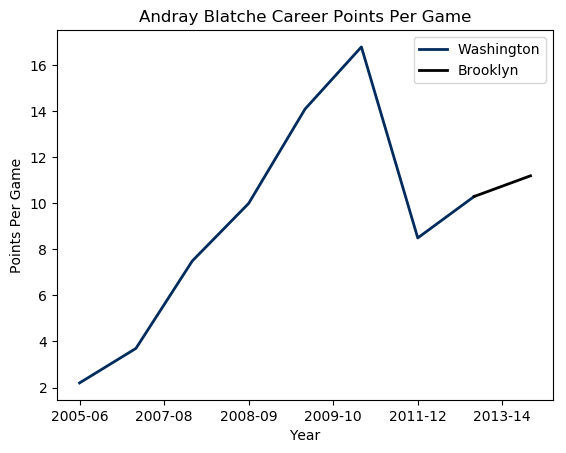 Andray Blatche Career Points Per Game
Washington
Brooklyn
Points Per Game
16
14
12
10
8
6
4
2
2005-06 2007-08 2008-09 2009-10 2011-12 2013-14
Year